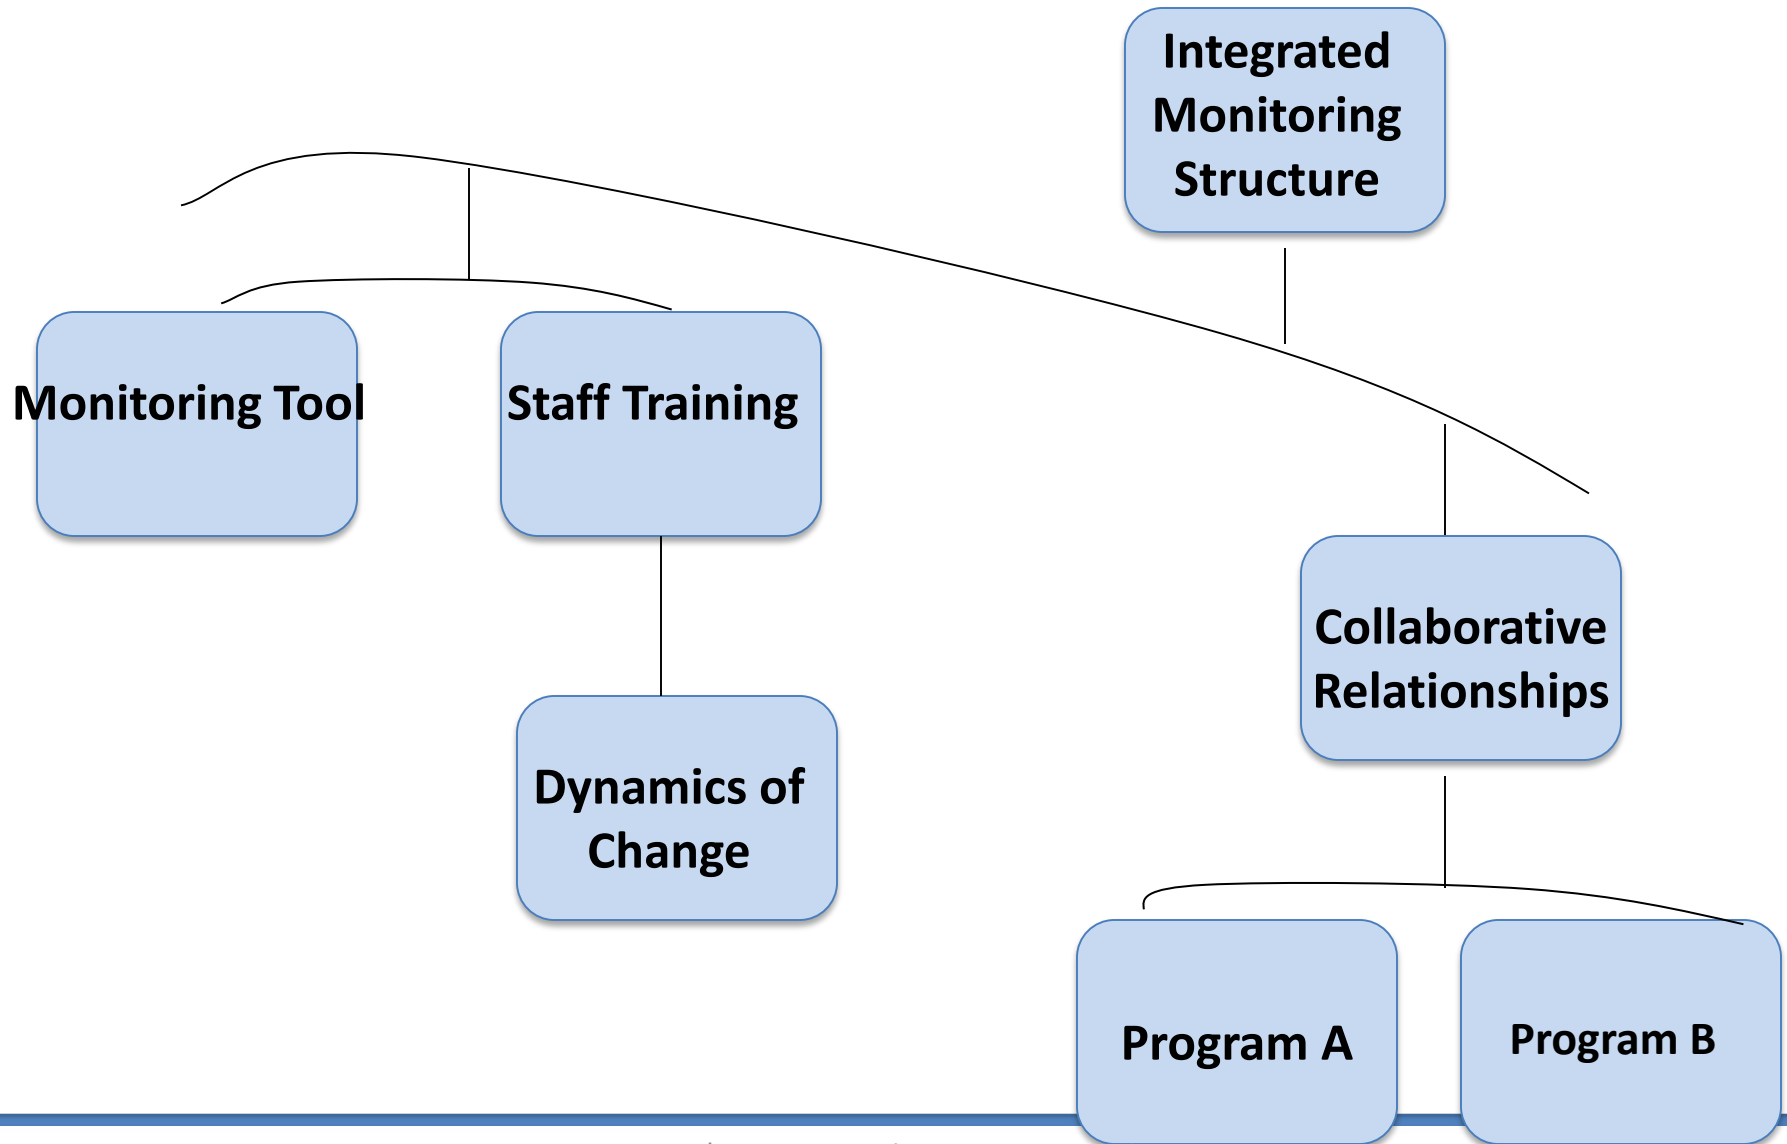 Integrated
Monitoring
Structure
Monitoring Tool
Staff Training
Collaborative
Relationships
Dynamics of
Change
Program A
Program B